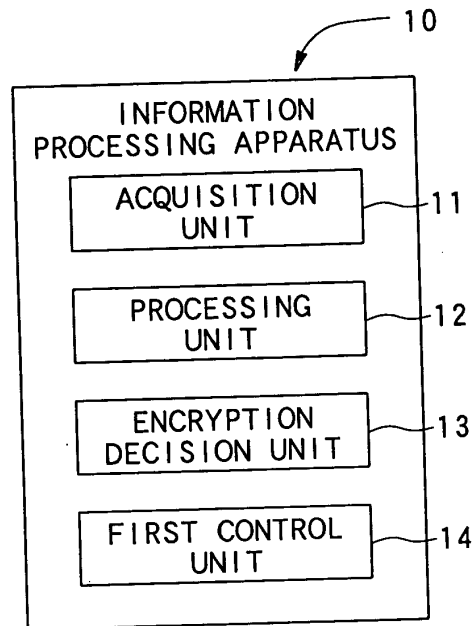 10
INFORMATION
PROCESSING APPARATUS
ACQUISITION
UNIT
11
PROCESSING
UNIT
12
ENCRYPTION
DECISION UNIT
13
FIRST CONTROL
UNIT
14